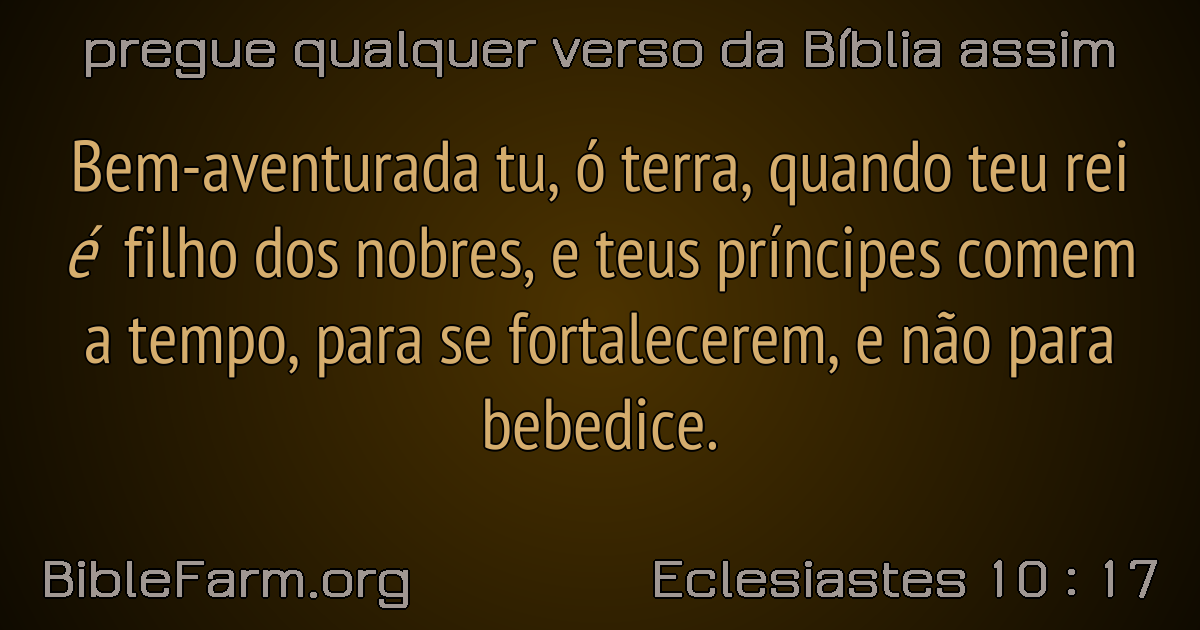 pregue qualquer verso da Bíblia assim
Bem-aventurada tu, ó terra, quando teu rei
é filho dos nobres, e teus príncipes comem
a tempo, para se fortalecerem, e não para
bebedice.
BibleFarm.org
Eclesiastes 10 : 17